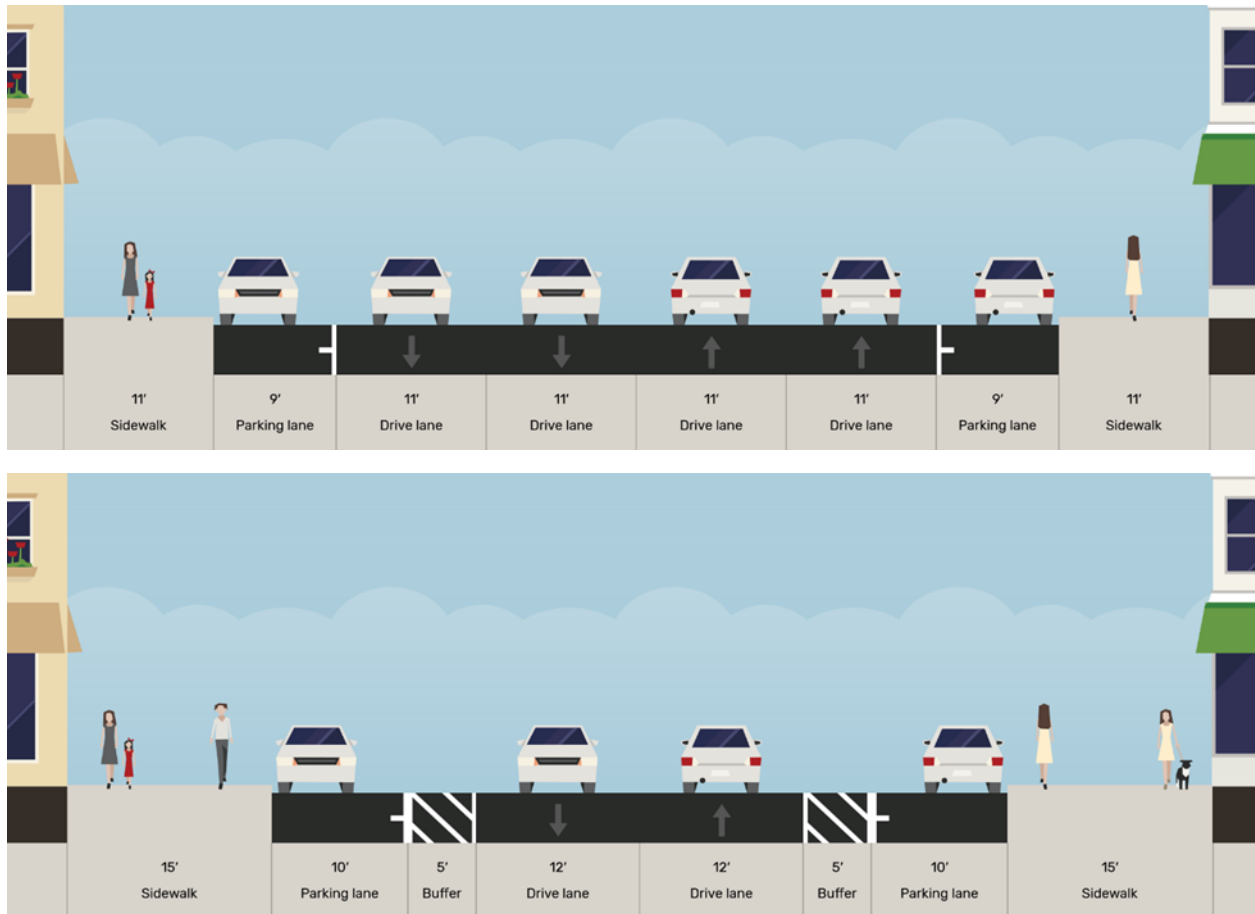 11' 9' 11' 11' 11' 11' 9' 11'
Sidewalk Parking lane Drive lane Drive lane Drive lane Drive lane Parking lane Sidewalk
15' 10' 5' 12' 12' 5' 10' 15'
Sidewalk Parking lane Buffer Drive lane Drive lane Buffer Parking lane Sidewalk